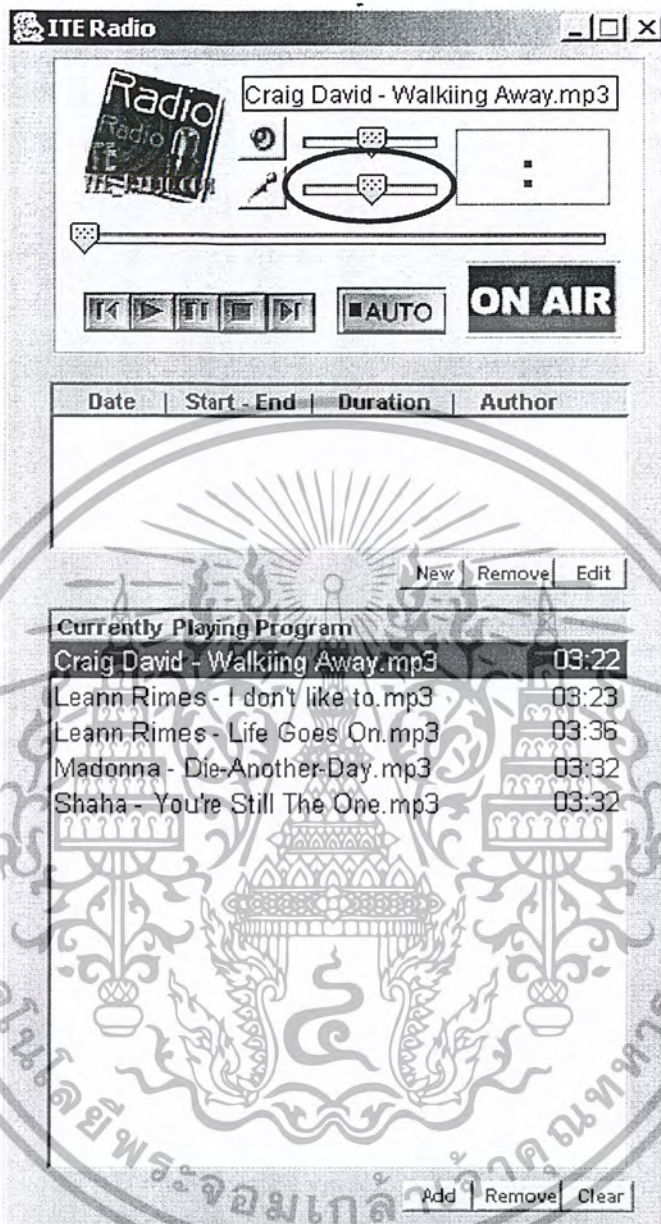 ITE Radio
Radio
Radio
Craig David - Walkiing Away.mp3
:
AUTO
ON AIR
Date | Start - End | Duration | Author
New Remove Edit
Currently Playing Program
Craig David - Walkiing Away.mp3 03:22
Leann Rimes - I don't like to.mp3 03:23
Leann Rimes - Life Goes On.mp3 03:36
Madonna - Die-Another-Day.mp3 03:32
Shaha - You're Still The One.mp3 03:32
Add Remove Clear